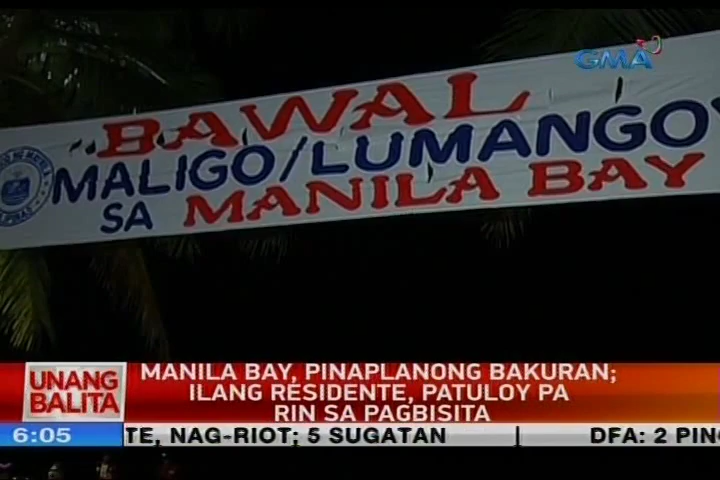 GMA
BAWAL
MALIGO/LUMANGOY
SA MANILA BAY
UNANG
BALITA
MANILA BAY, PINAPLANONG BAKURAN;
ILANG RESIDENTE, PATULOY PA
RIN SA PAGBISITA
6:05
TE, NAG-RIOT; 5 SUGATAN | DFA: 2 PINO